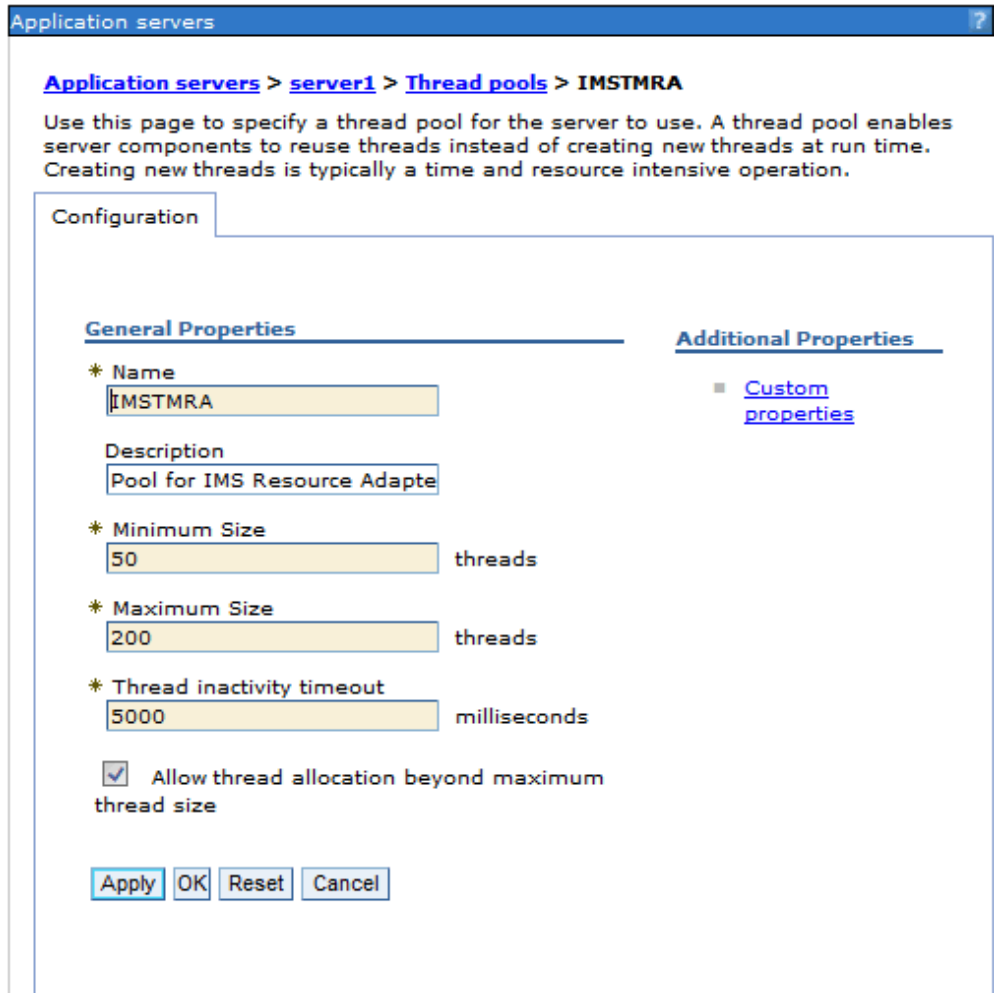 Application servers ?
Application servers > server1 > Thread pools > IMSTMRA
Use this page to specify a thread pool for the server to use. A thread pool enables
server components to reuse threads instead of creating new threads at run time.
Creating new threads is typically a time and resource intensive operation.
Configuration
General Properties
* Name
IMSTMRA
Description
Pool for IMS Resource Adapte
* Minimum Size
50 threads
* Maximum Size
200 threads
* Thread inactivity timeout
5000 milliseconds
Allow thread allocation beyond maximum
thread size
Apply OK Reset Cancel
Additional Properties
Custom
properties